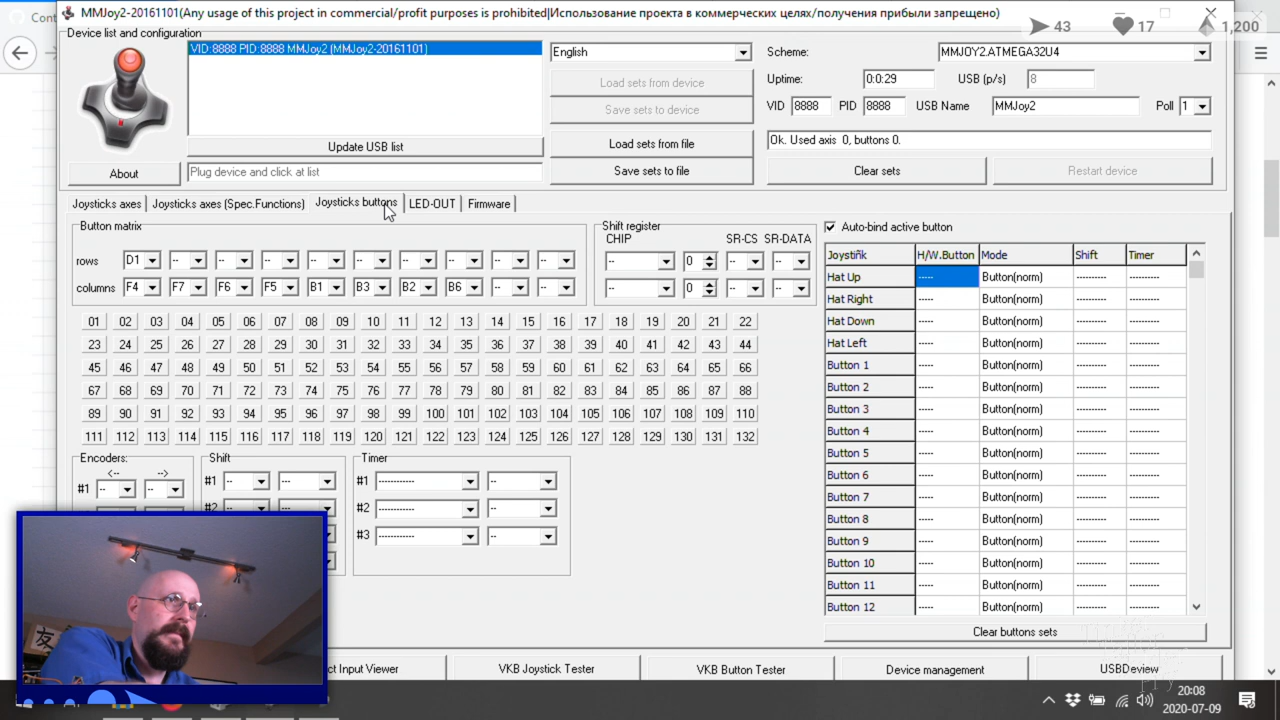 Cont
MMJoy2-20161101(Any usage of this project in commercial/profit purposes is prohibited|Использование проекта в коммерческих целях/получения прибыли запрещено)
43 17 1,200
Device list and configuration
VID:8888 PID:8888 MMJoy2 (MMJoy2-20161101)
Update USB list
About
Plug device and click at list
English
Load sets from device
Save sets to device
Load sets from file
Save sets to file
Scheme: MMJOY2.ATMEGA32U4
Uptime: 0:0:29 USB (p/s) 8
VID 8888 PID 8888 USB Name MMJoy2 Poll 1
Ok. Used axis 0, buttons 0.
Clear sets Restart device
Joysticks axes Joysticks axes (Spec.Functions) Joysticks buttons LED-OUT Firmware
Button matrix
rows D1 -- -- -- -- -- -- -- -- --
columns F4 F7 F6 F5 B1 B3 B2 B6 -- --
Shift register
CHIP SR-CS SR-DATA
-- 0 -- --
-- 0 -- --
01 02 03 04 05 06 07 08 09 10 11 12 13 14 15 16 17 18 19 20 21 22
23 24 25 26 27 28 29 30 31 32 33 34 35 36 37 38 39 40 41 42 43 44
45 46 47 48 49 50 51 52 53 54 55 56 57 58 59 60 61 62 63 64 65 66
67 68 69 70 71 72 73 74 75 76 77 78 79 80 81 82 83 84 85 86 87 88
89 90 91 92 93 94 95 96 97 98 99 100 101 102 103 104 105 106 107 108 109 110
111 112 113 114 115 116 117 118 119 120 121 122 123 124 125 126 127 128 129 130 131 132
Encoders:
<-- -->
#1 -- --
Shift
#1 -- ---
#2 -- ---
Timer
#1 ----------- --
#2 ----------- --
#3 ----------- --
Auto-bind active button
Joystiñk H/W.Button Mode Shift Timer
Hat Up ----- Button(norm) --------- ---------
Hat Right ----- Button(norm) --------- ---------
Hat Down ----- Button(norm) --------- ---------
Hat Left ----- Button(norm) --------- ---------
Button 1 ----- Button(norm) --------- ---------
Button 2 ----- Button(norm) --------- ---------
Button 3 ----- Button(norm) --------- ---------
Button 4 ----- Button(norm) --------- ---------
Button 5 ----- Button(norm) --------- ---------
Button 6 ----- Button(norm) --------- ---------
Button 7 ----- Button(norm) --------- ---------
Button 8 ----- Button(norm) --------- ---------
Button 9 ----- Button(norm) --------- ---------
Button 10 ----- Button(norm) --------- ---------
Button 11 ----- Button(norm) --------- ---------
Button 12 ----- Button(norm) --------- ---------
Clear buttons sets
友
ct Input Viewer VKB Joystick Tester VKB Button Tester Device management USBDeview
20:08
2020-07-09